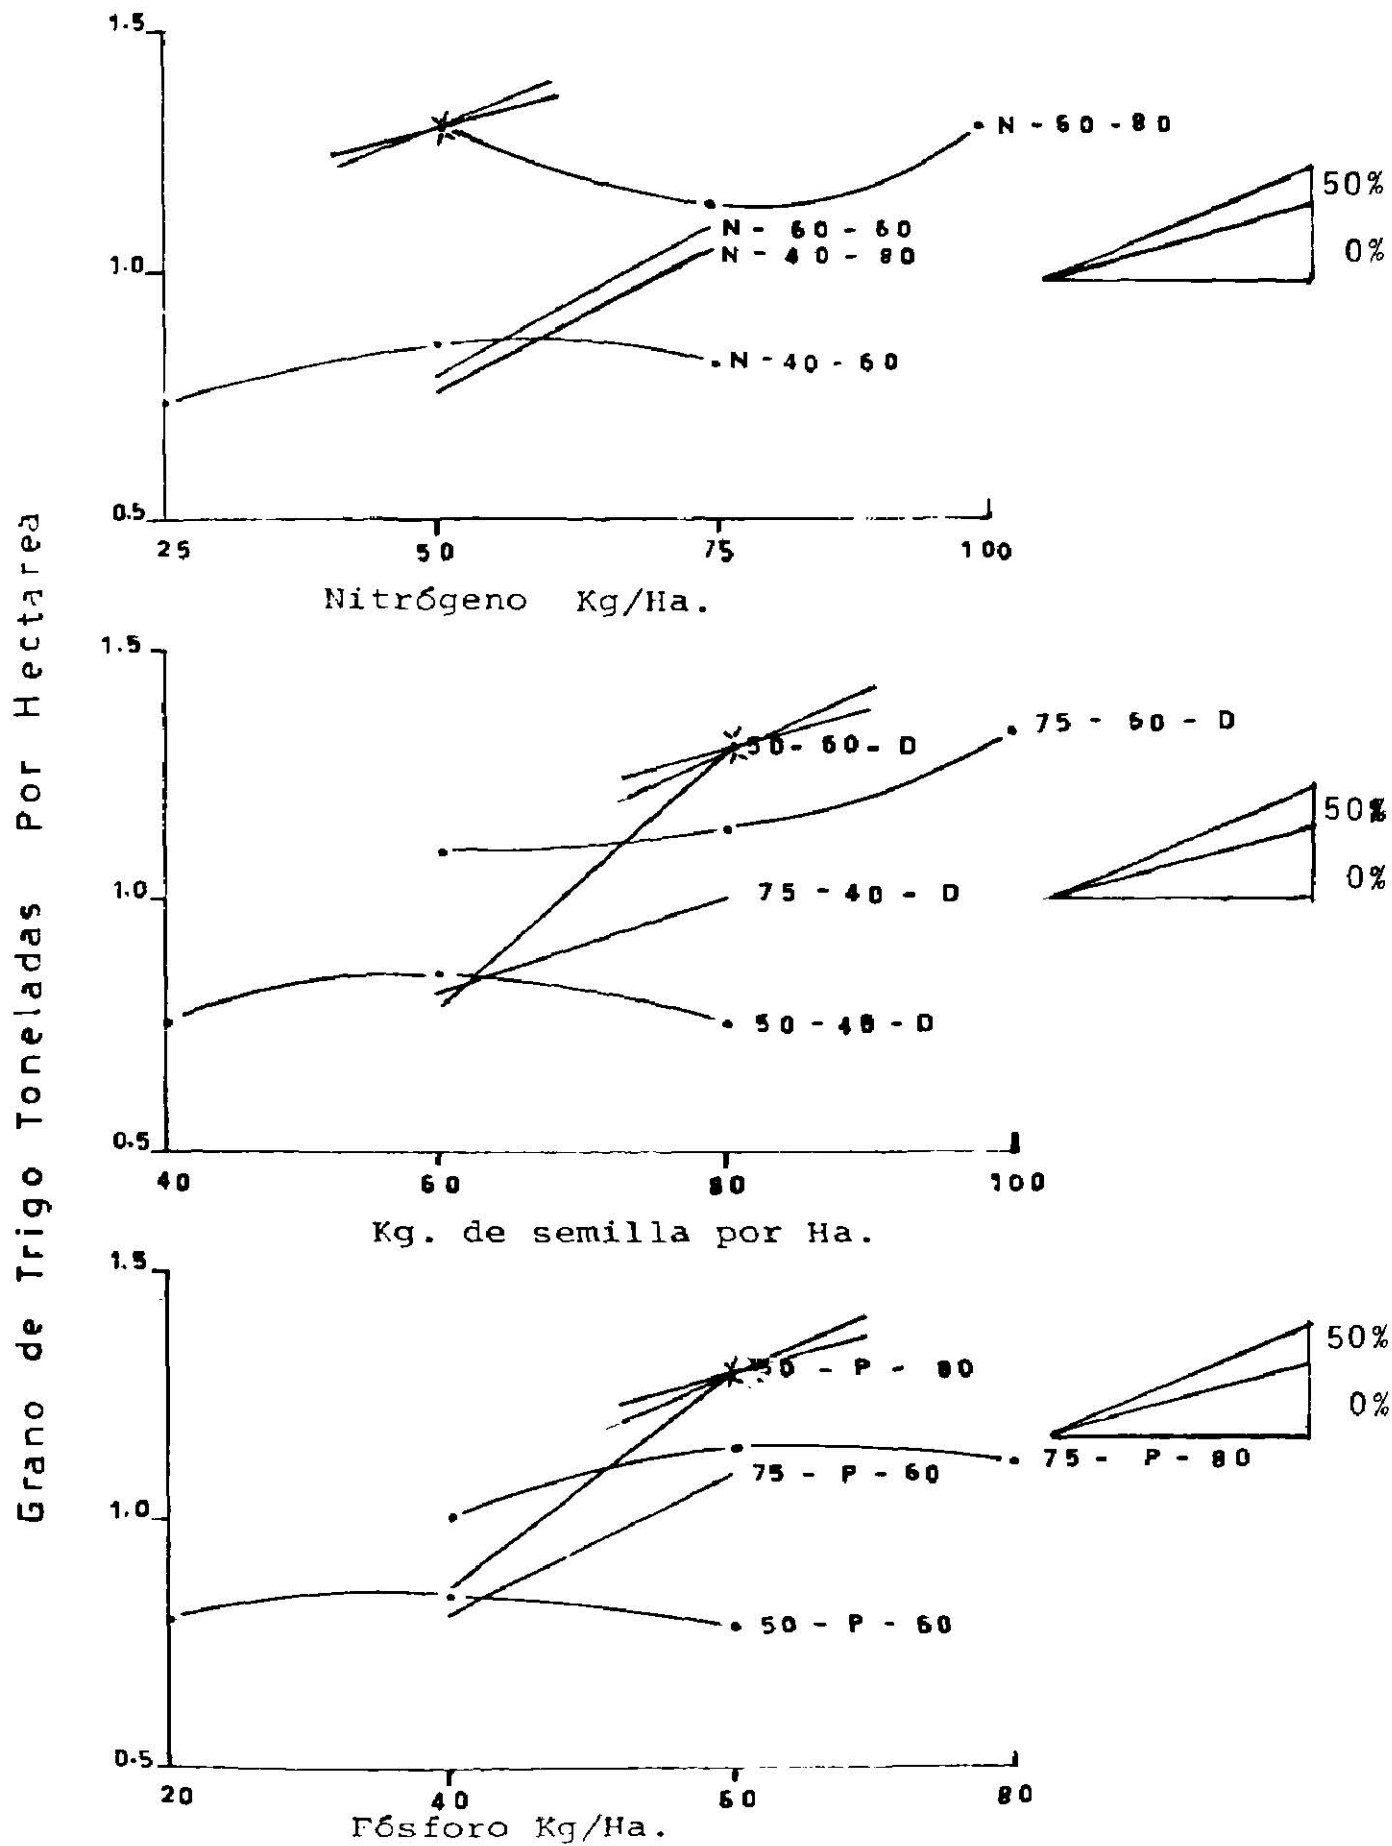 Grano de Trigo Toneladas Por Hectarea
1.5
N - 60 - 80
50%
N - 60 - 60
0%
N - 40 - 80
1.0
N - 40 - 60
0.5
25 50 75 100
Nitrógeno Kg/Ha.
1.5
75 - 60 - D
50 - 60 - D
50%
1.0
75 - 40 - D
0%
50 - 40 - D
0.5
40 60 80 100
Kg. de semilla por Ha.
1.5
50 - P - 80
50%
0%
75 - P - 80
75 - P - 60
1.0
50 - P - 60
0.5
20 40 60 80
Fósforo Kg/Ha.